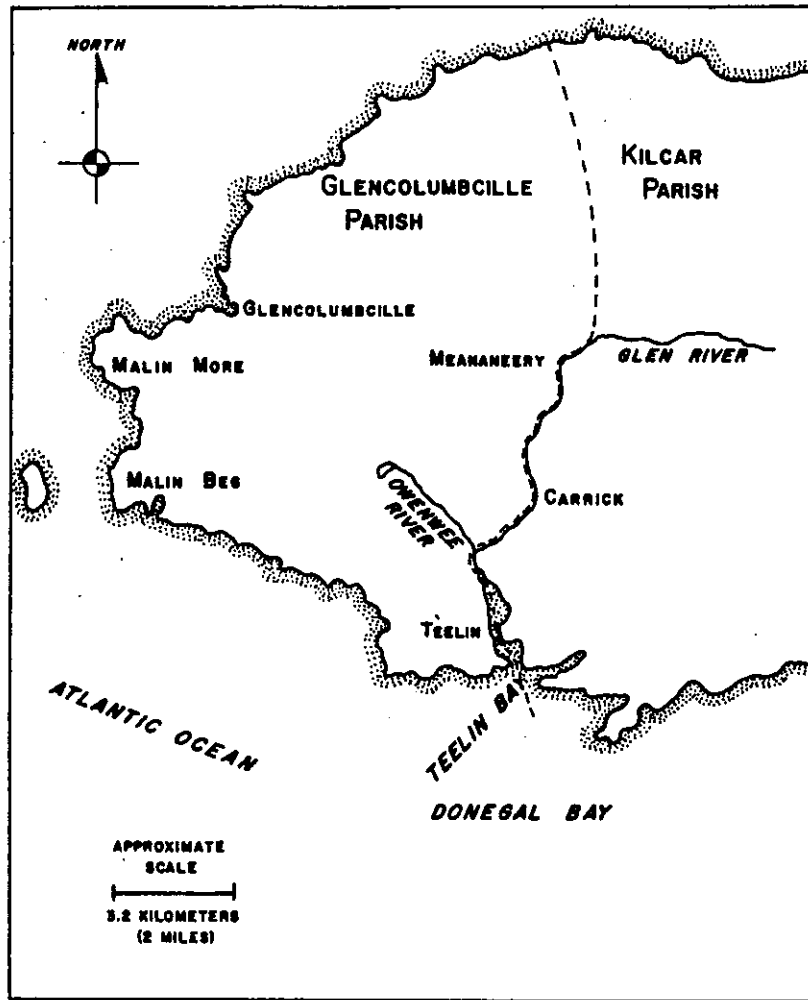 NORTH
KILCAR
PARISH
GLENCOLUMBCILLE
PARISH
GLENCOLUMBCILLE
MALIN MORE
MEANANEERY
GLEN RIVER
MALIN BEG
OWENWEE
RIVER
CARRICK
TEELIN
ATLANTIC OCEAN
TEELIN BAY
DONEGAL BAY
APPROXIMATE
SCALE
3.2 KILOMETERS
(2 MILES)